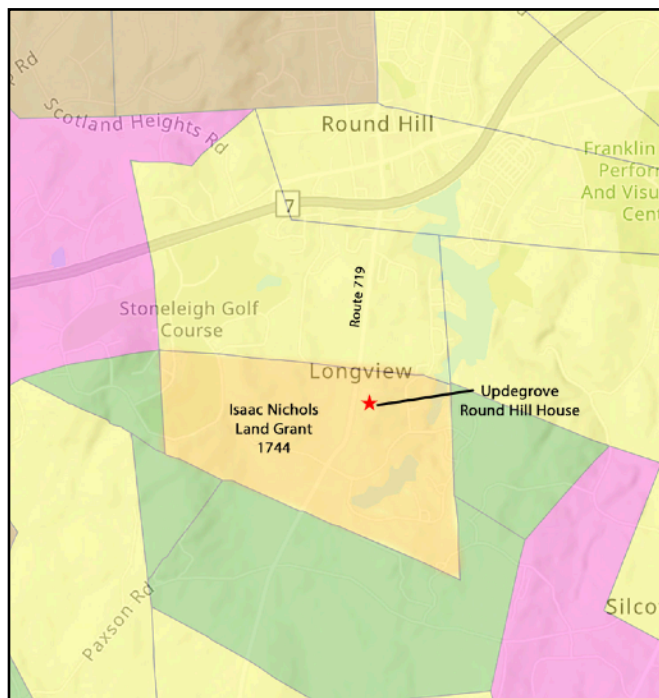 P Rd
Scotland Heights Rd
Round Hill
Franklin
Perform
And Visu
Cent
7
Route 719
Stoneleigh Golf
Course
Longview
Updegrove
Round Hill House
Isaac Nichols
Land Grant
1744
Paxson Rd
Silco